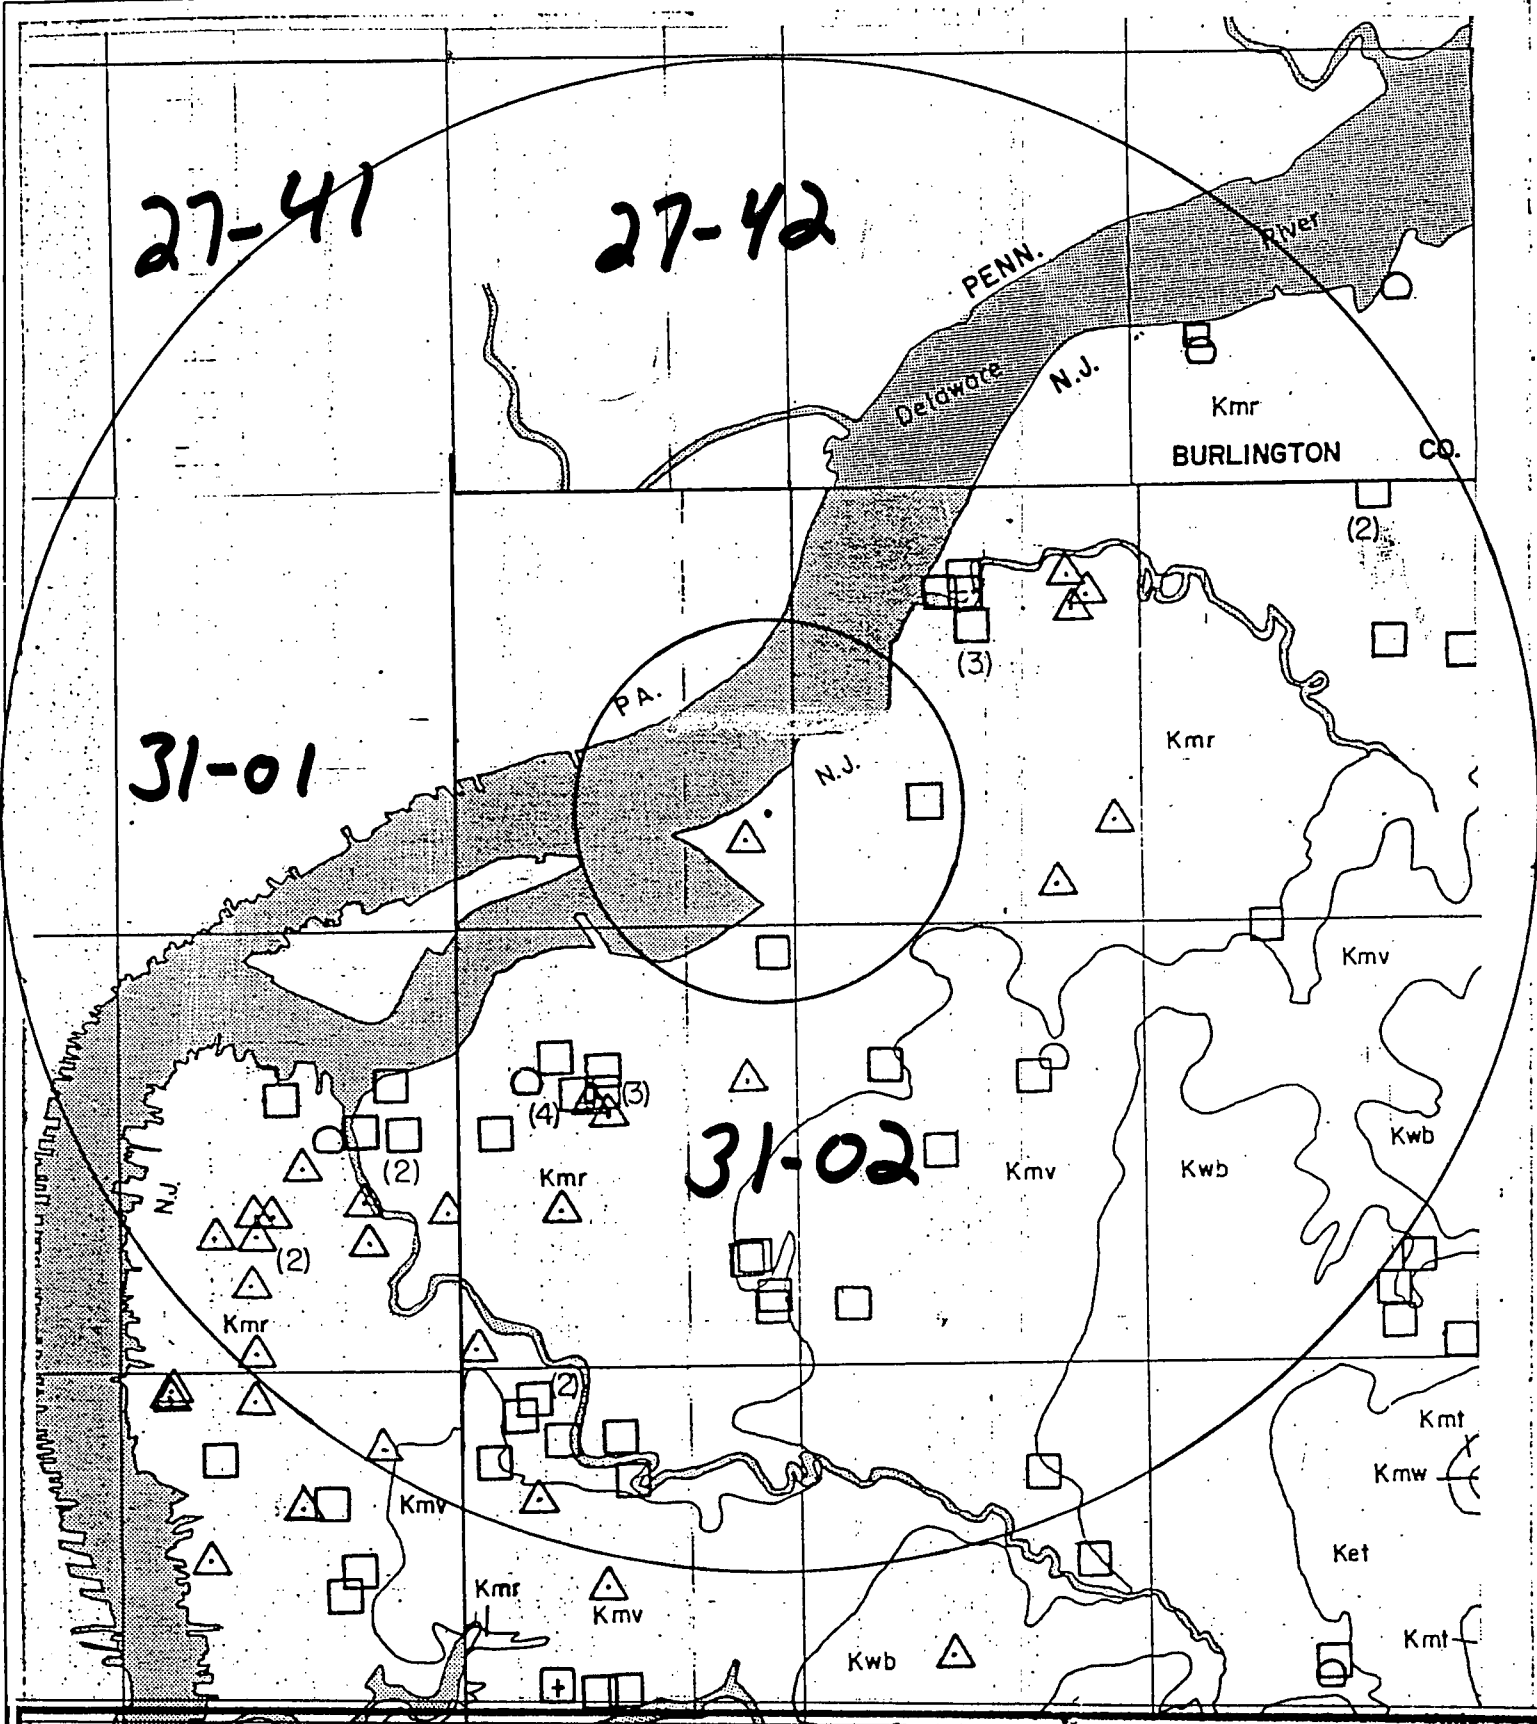 27-41
27-42
River
PENN.
Delaware
N.J.
Kmr
BURLINGTON CO.
(2)
(3)
PA.
Kmr
31-01
N.J.
Kmv
(4)
(3)
Kwb
31-02
(2)
Kmr
Kmv
Kwb
N.J.
(2)
Kmr
(2)
Kmt
Kmw
Kmv
Ket
Kmr
Kmv
Kmt
Kwb